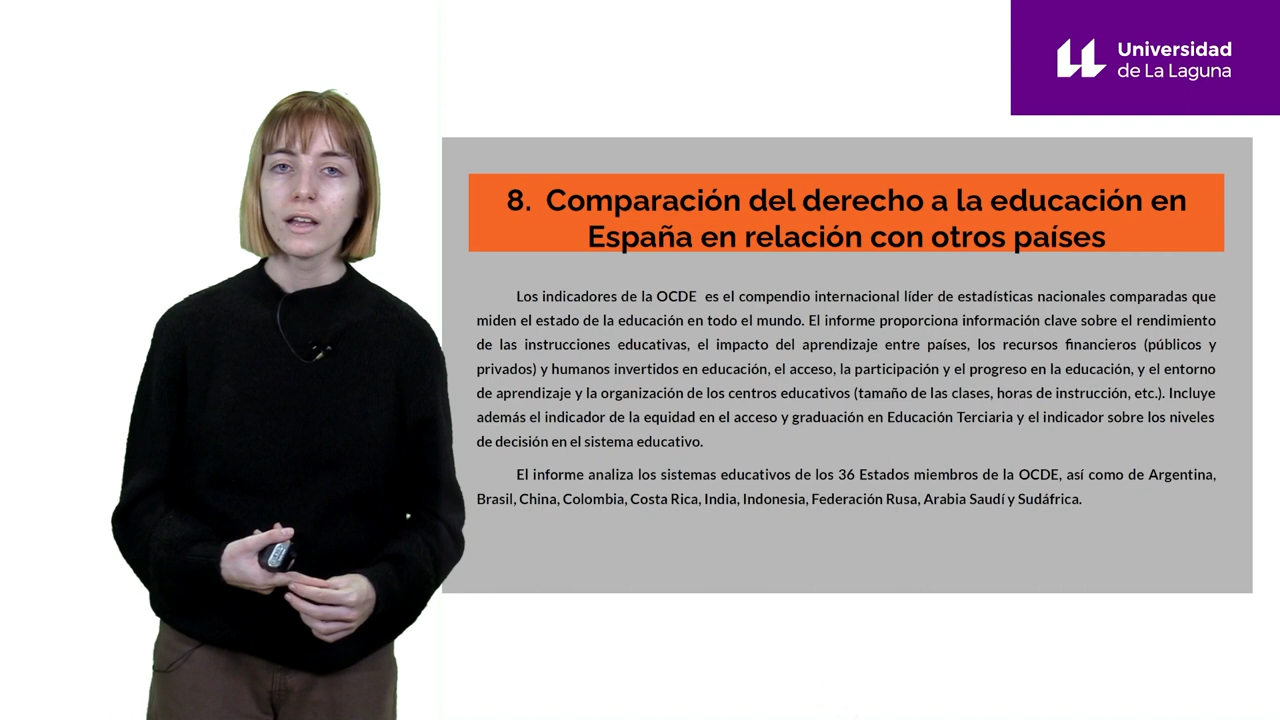 Universidad
de La Laguna
8. Comparación del derecho a la educación en
España en relación con otros países
Los indicadores de la OCDE es el compendio internacional líder de estadísticas nacionales comparadas que
miden el estado de la educación en todo el mundo. El informe proporciona información clave sobre el rendimiento
de las instrucciones educativas, el impacto del aprendizaje entre países, los recursos financieros (públicos y
privados) y humanos invertidos en educación, el acceso, la participación y el progreso en la educación, y el entorno
de aprendizaje y la organización de los centros educativos (tamaño de las clases, horas de instrucción, etc.). Incluye
además el indicador de la equidad en el acceso y graduación en Educación Terciaria y el indicador sobre los niveles
de decisión en el sistema educativo.
El informe analiza los sistemas educativos de los 36 Estados miembros de la OCDE, así como de Argentina,
Brasil, China, Colombia, Costa Rica, India, Indonesia, Federación Rusa, Arabia Saudí y Sudáfrica.